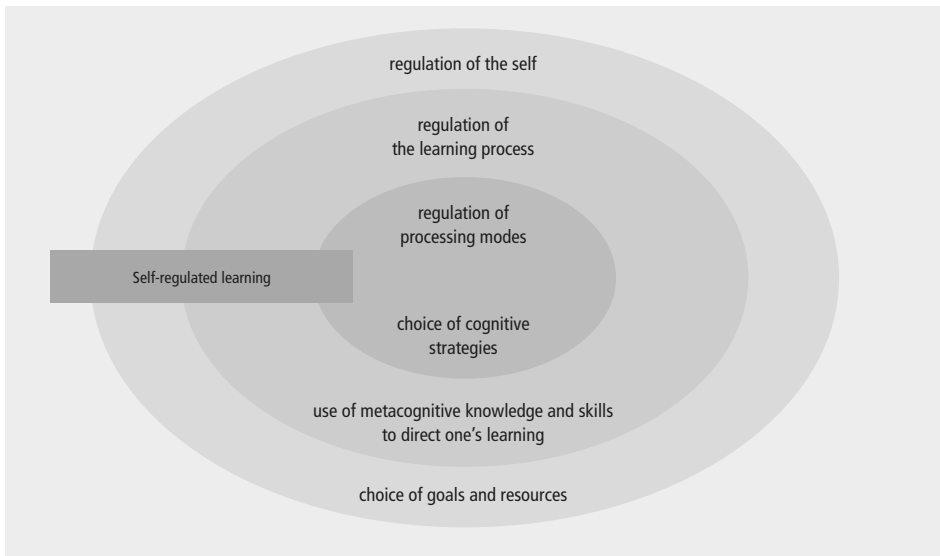 regulation of the self
regulation of
the learning process
regulation of
processing modes
Self-regulated learning
choice of cognitive
strategies
use of metacognitive knowledge and skills
to direct one’s learning
choice of goals and resources